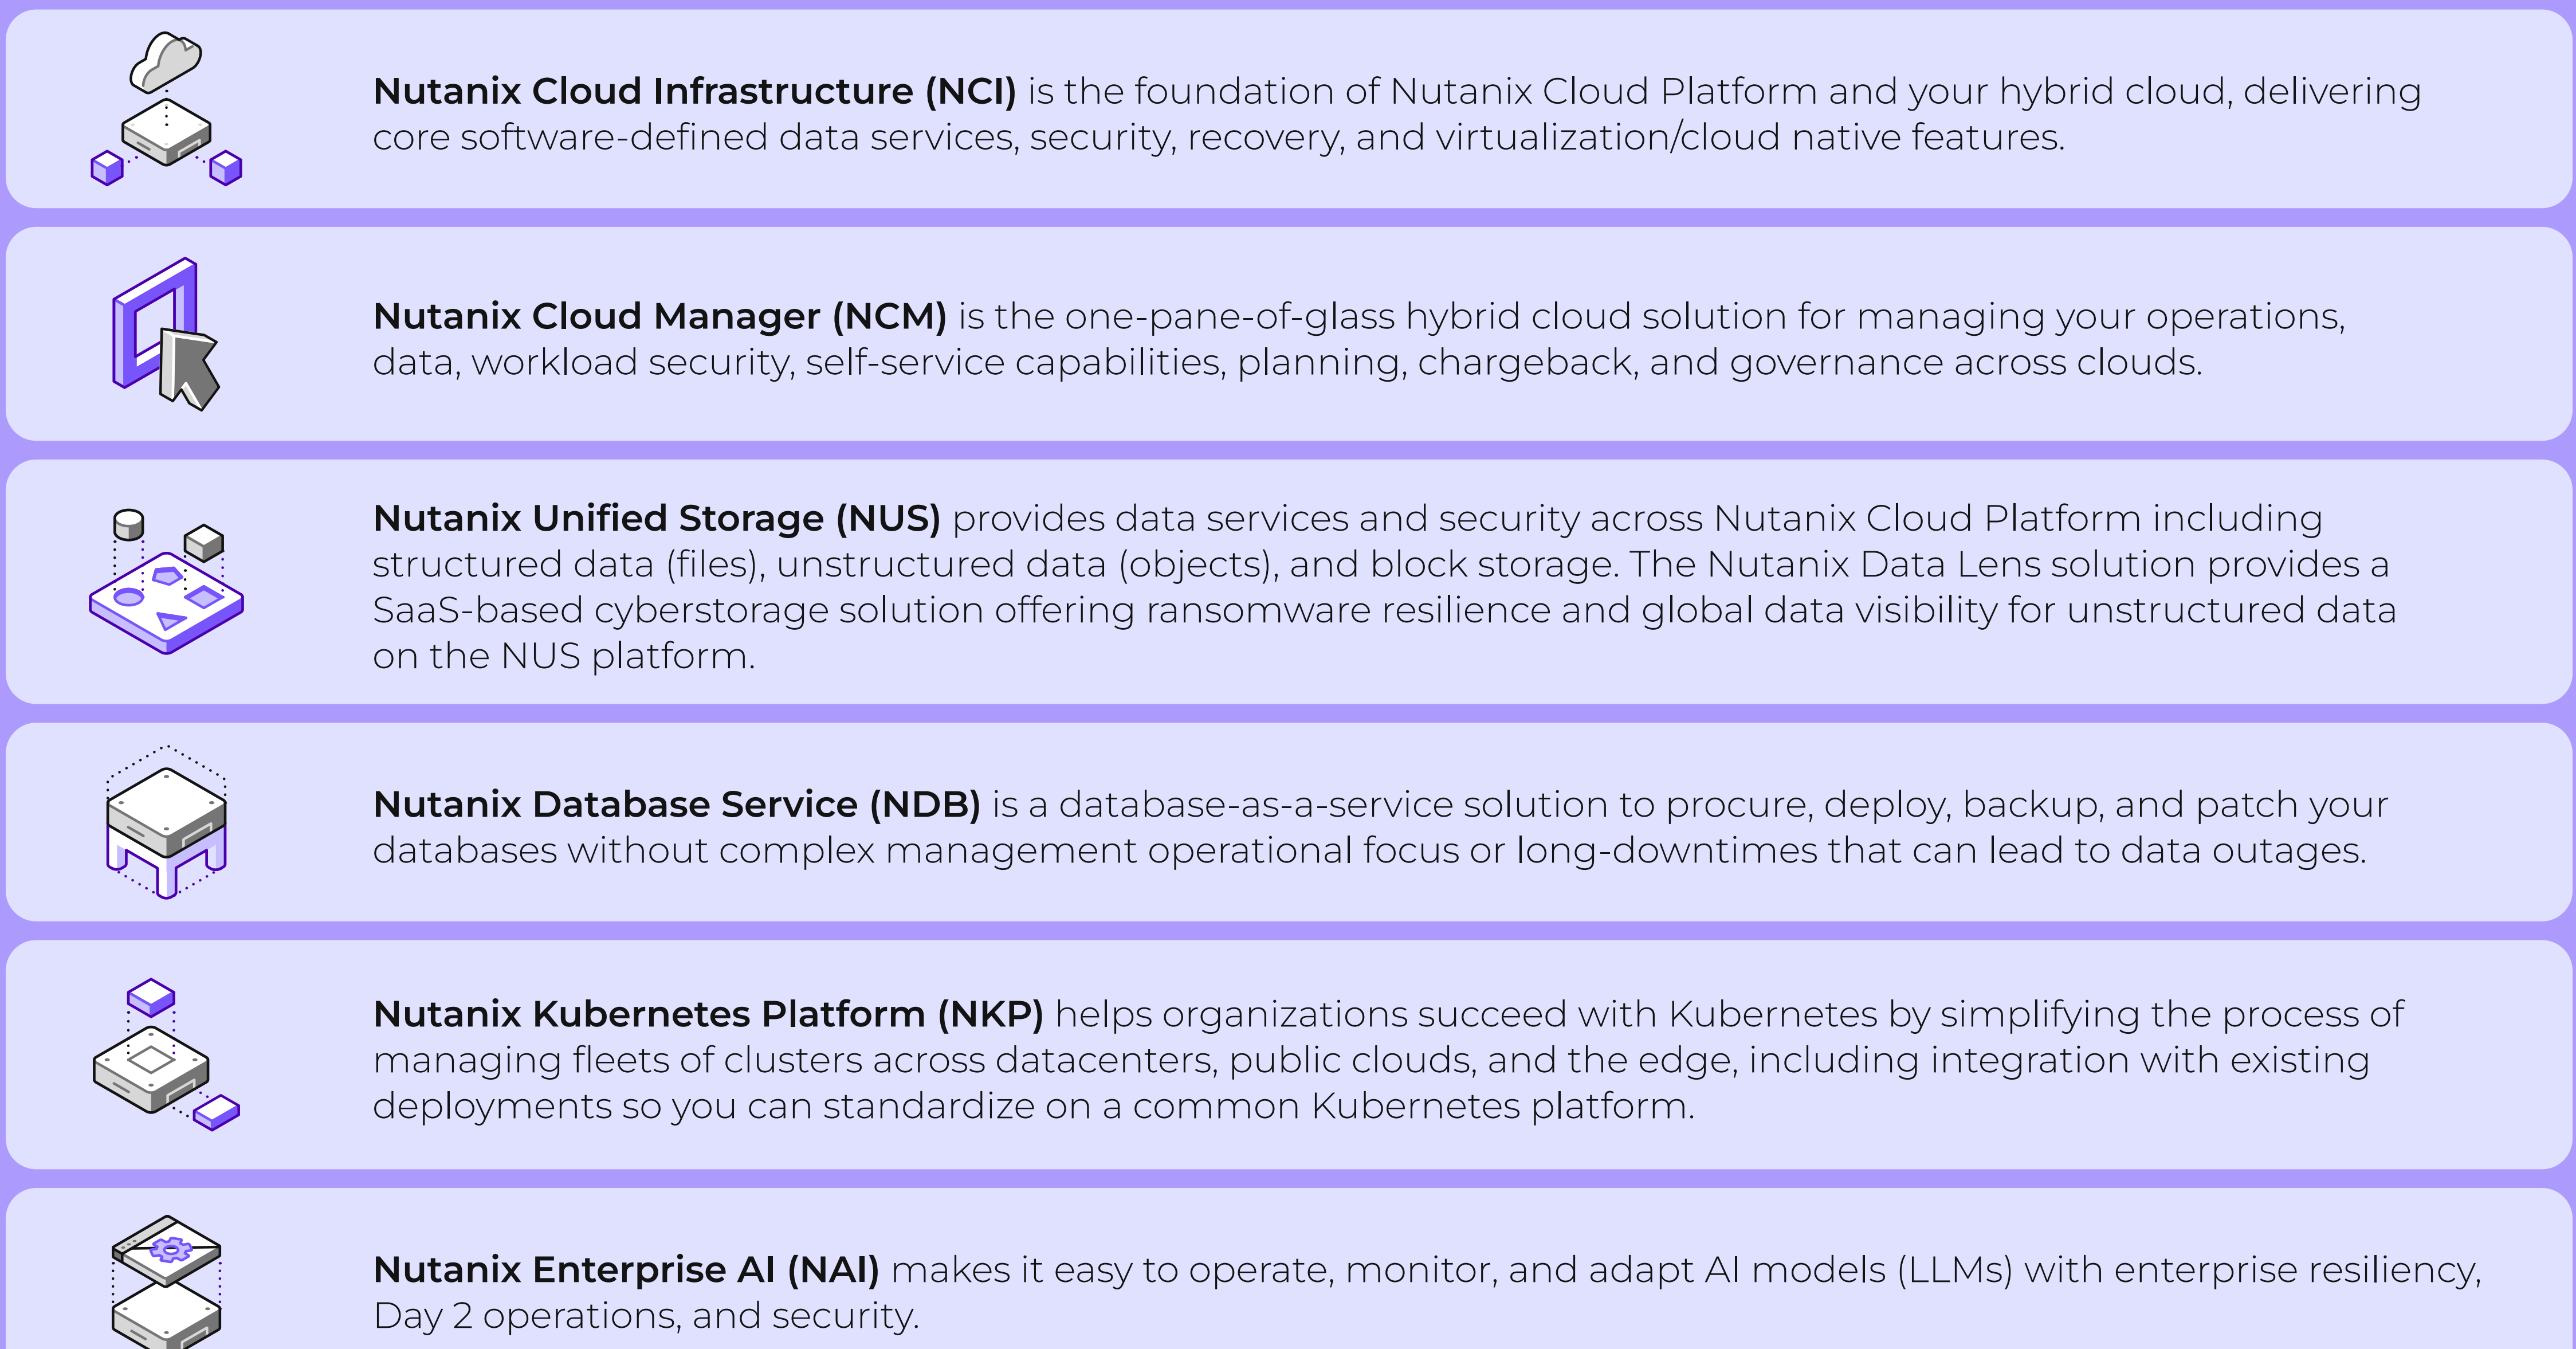 Nutanix Cloud Infrastructure (NCI) is the foundation of Nutanix Cloud Platform and your hybrid cloud, delivering
core software-defined data services, security, recovery, and virtualization/cloud native features.
Nutanix Cloud Manager (NCM) is the one-pane-of-glass hybrid cloud solution for managing your operations,
data, workload security, self-service capabilities, planning, chargeback, and governance across clouds.
Nutanix Unified Storage (NUS) provides data services and security across Nutanix Cloud Platform including
structured data (files), unstructured data (objects), and block storage. The Nutanix Data Lens solution provides a
SaaS-based cyberstorage solution offering ransomware resilience and global data visibility for unstructured data
on the NUS platform.
Nutanix Database Service (NDB) is a database-as-a-service solution to procure, deploy, backup, and patch your
databases without complex management operational focus or long-downtimes that can lead to data outages.
Nutanix Kubernetes Platform (NKP) helps organizations succeed with Kubernetes by simplifying the process of
managing fleets of clusters across datacenters, public clouds, and the edge, including integration with existing
deployments so you can standardize on a common Kubernetes platform.
Nutanix Enterprise AI (NAI) makes it easy to operate, monitor, and adapt AI models (LLMs) with enterprise resiliency,
Day 2 operations, and security.